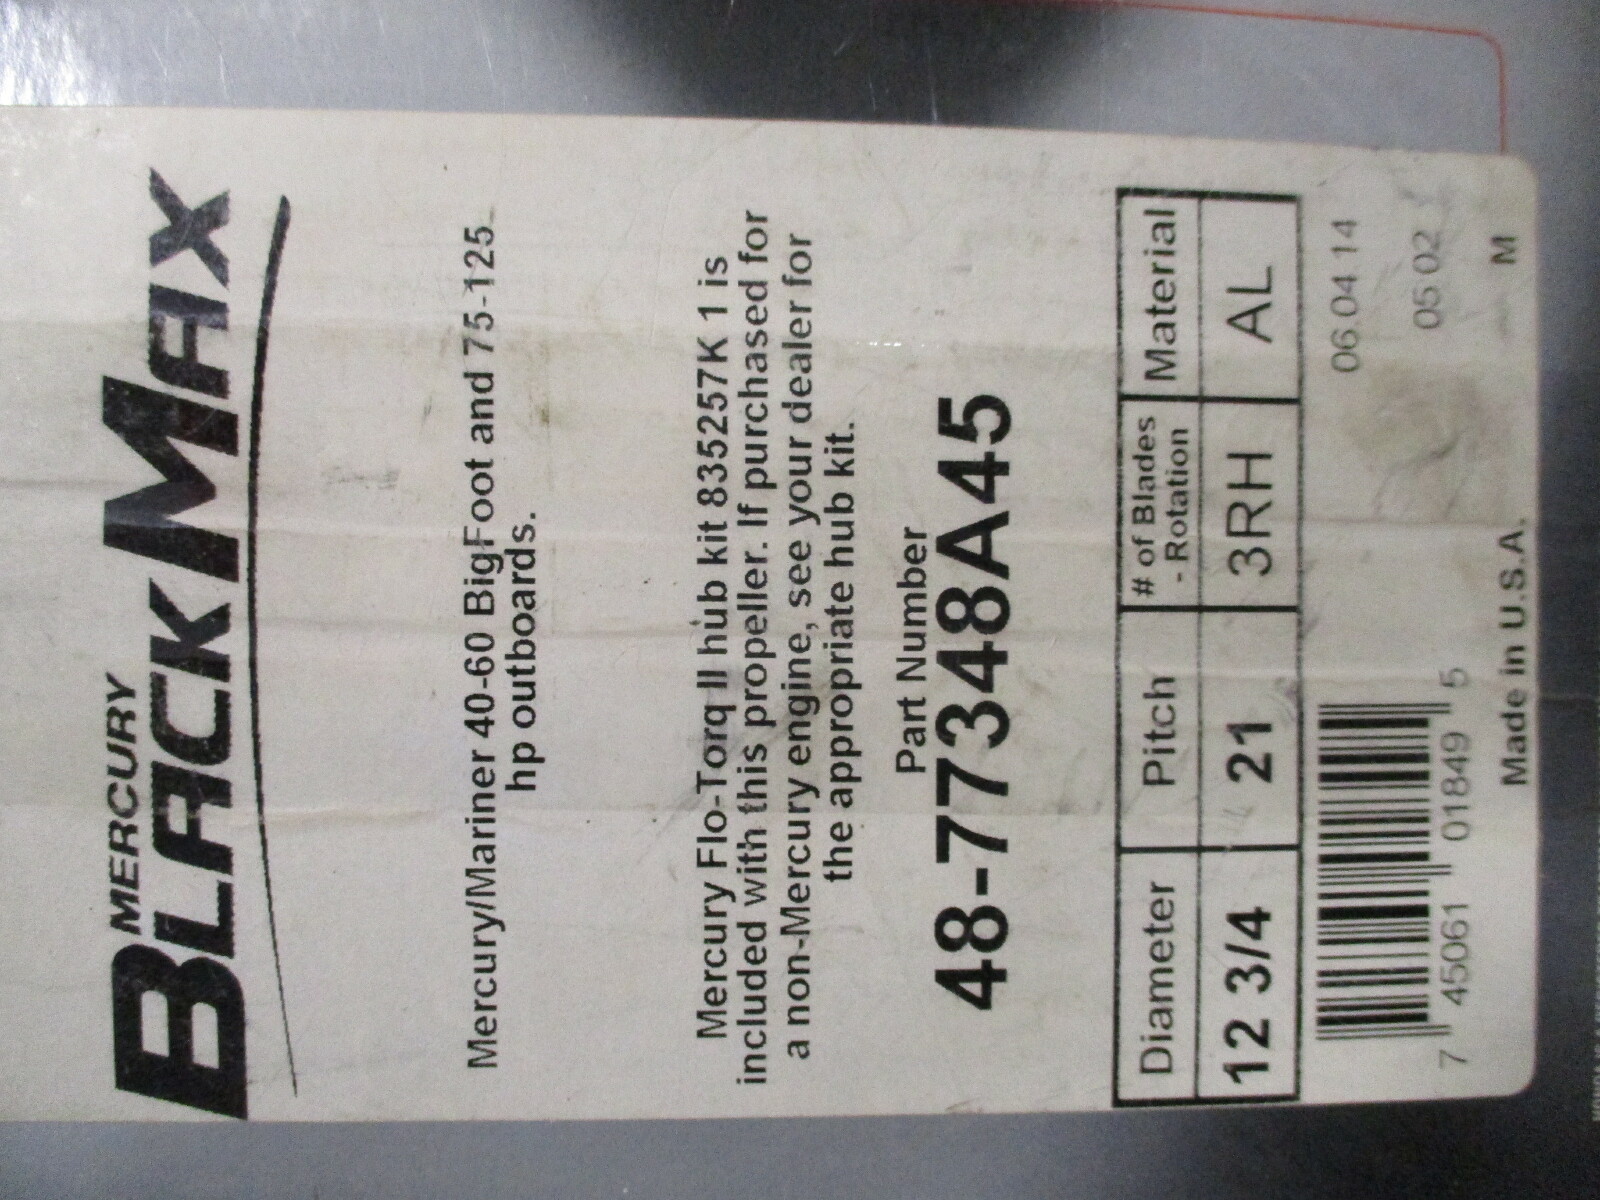 MERCURY
BLACKMAX
Mercury/Mariner 40-60 BigFoot and 75-125
hp outboards.
Mercury Flo-Torq II hub kit 835257K 1 is
included with this propeller. If purchased for
a non-Mercury engine, see your dealer for
the appropriate hub kit.
Part Number
48-77348A45
Diameter Pitch # of Blades - Rotation Material
12 3/4 21 3RH AL
06 04 14
05 02
7 45061 01849 5
Made in U.S.A. M